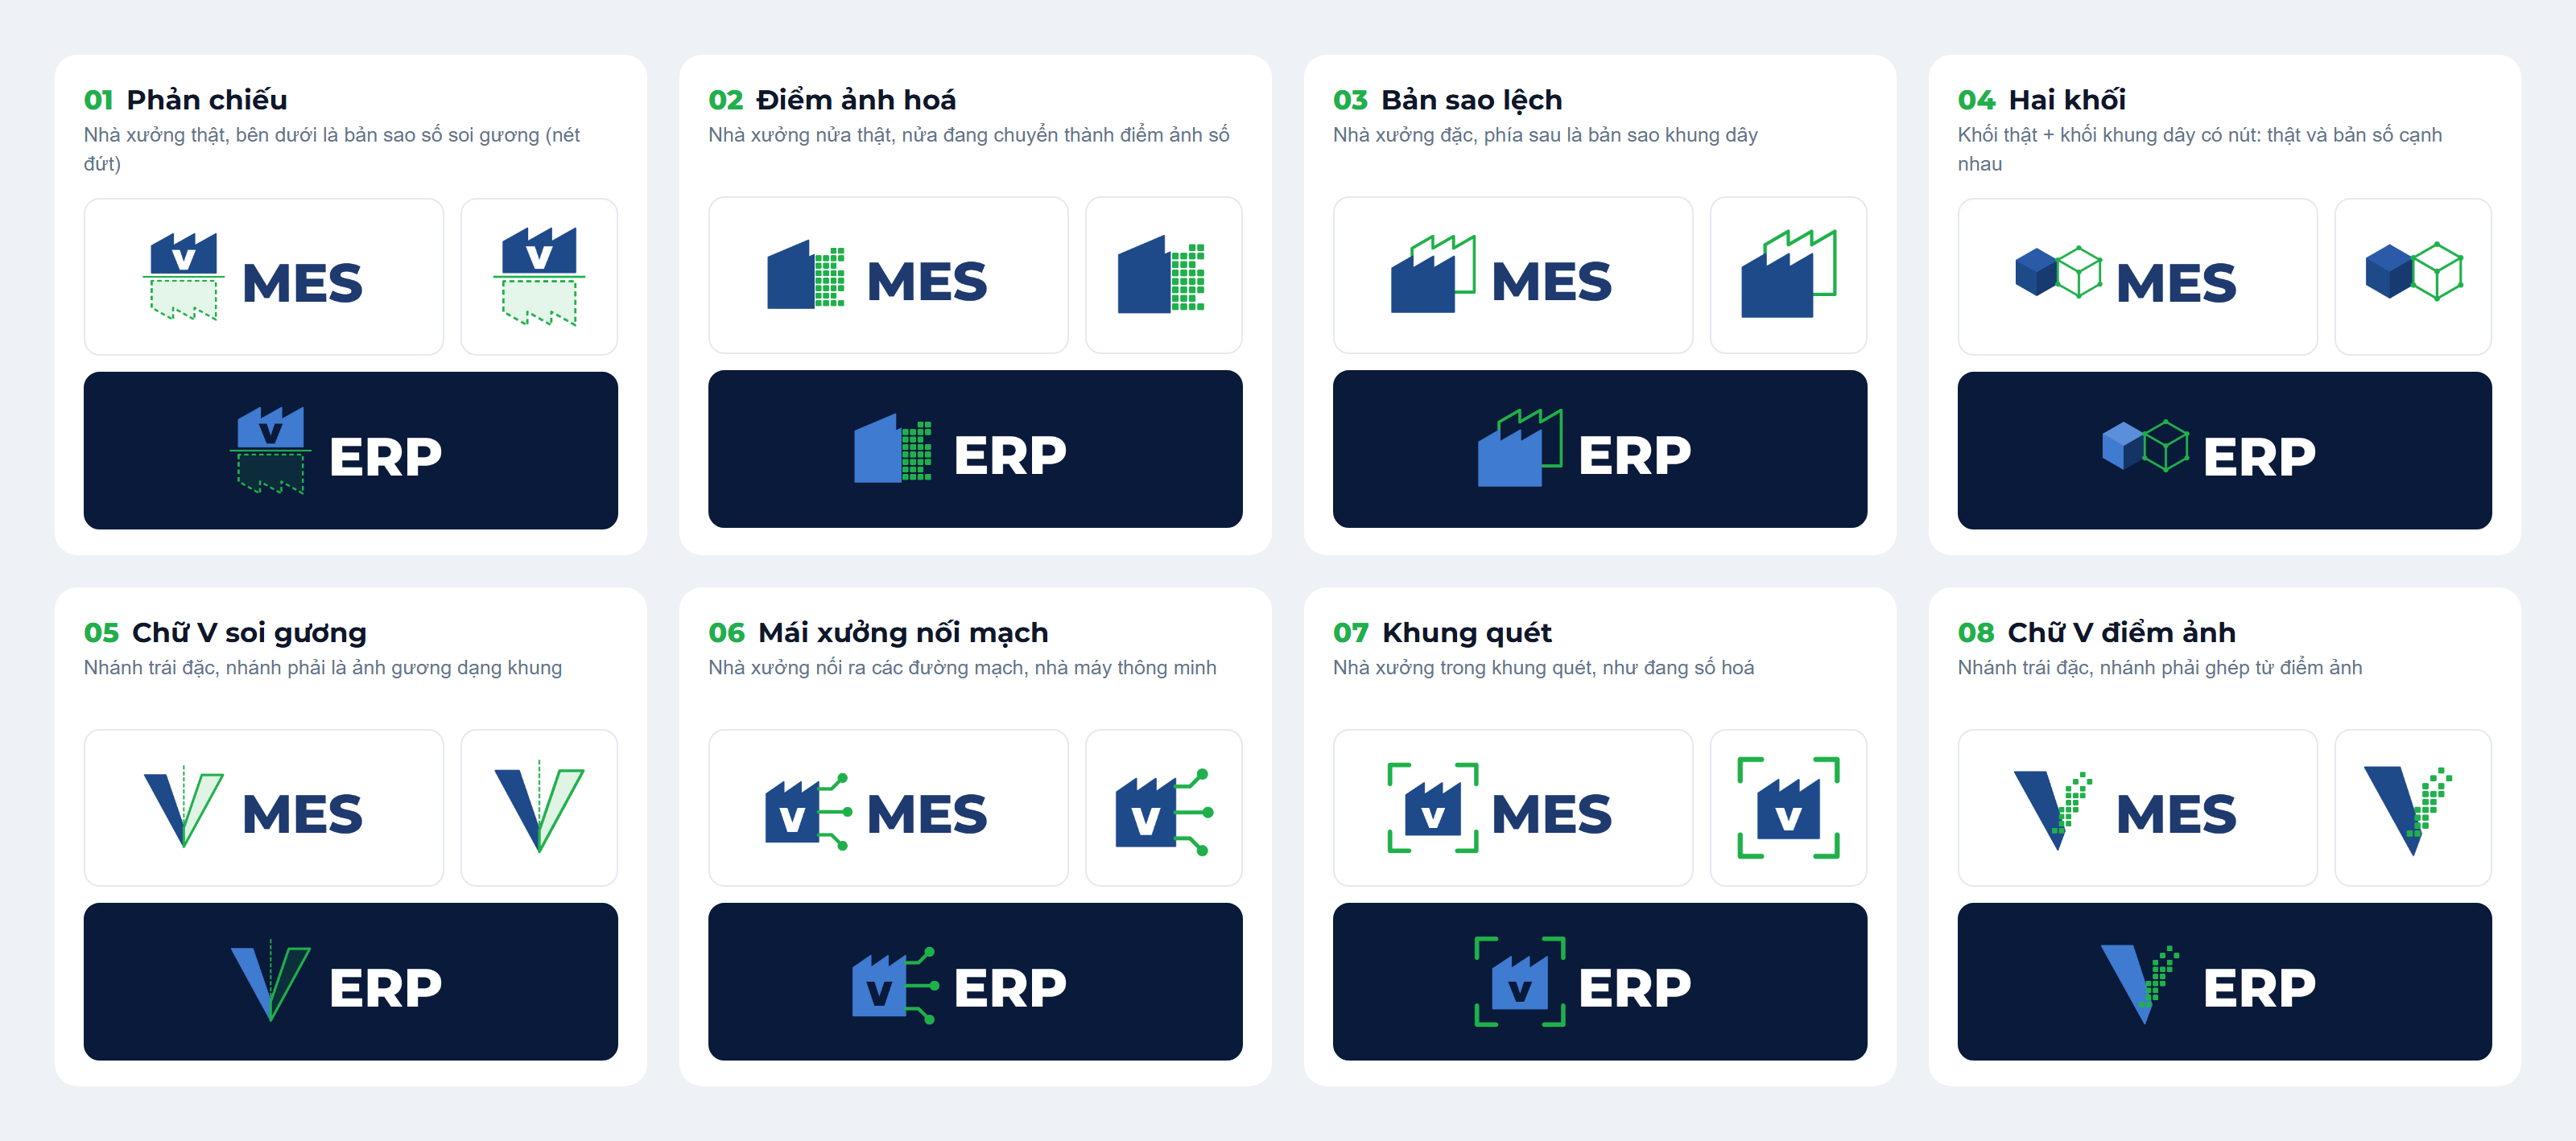 01 Phản chiếu
Nhà xưởng thật, bên dưới là bản sao số soi gương (nét
đứt)
V MES
V
V ERP
02 Điểm ảnh hoá
Nhà xưởng nửa thật, nửa đang chuyển thành điểm ảnh số
MES
ERP
03 Bản sao lệch
Nhà xưởng đặc, phía sau là bản sao khung dây
MES
ERP
04 Hai khối
Khối thật + khối khung dây có nút: thật và bản số cạnh
nhau
MES
ERP
05 Chữ V soi gương
Nhánh trái đặc, nhánh phải là ảnh gương dạng khung
V MES
V
V ERP
06 Mái xưởng nối mạch
Nhà xưởng nối ra các đường mạch, nhà máy thông minh
V MES
V
V ERP
07 Khung quét
Nhà xưởng trong khung quét, như đang số hoá
V MES
V
V ERP
08 Chữ V điểm ảnh
Nhánh trái đặc, nhánh phải ghép từ điểm ảnh
V MES
V
V ERP